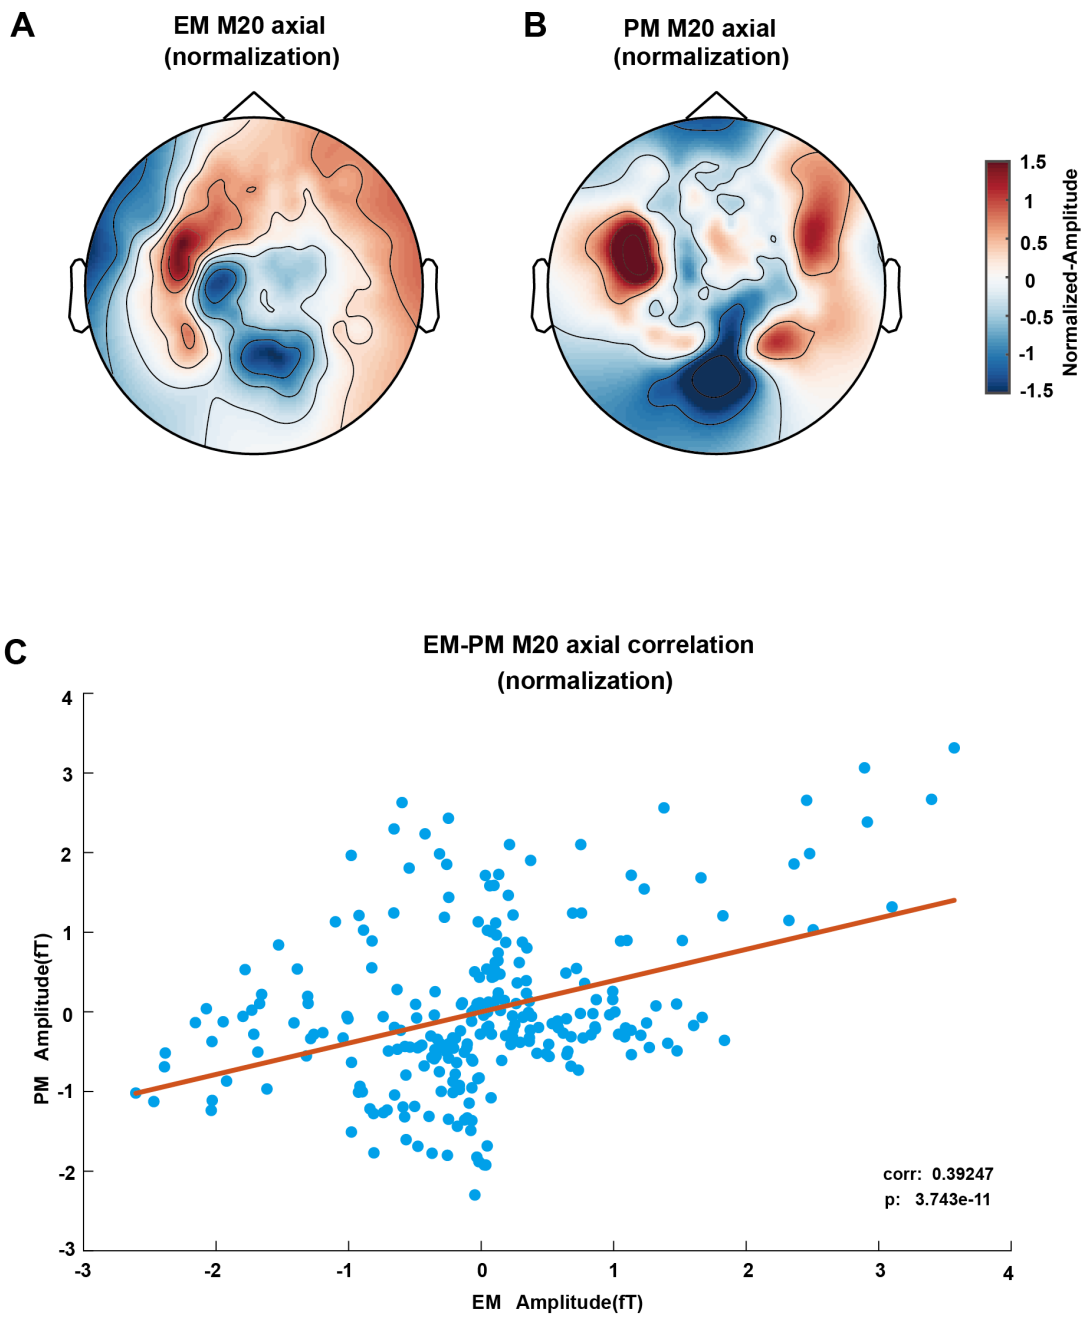 A
EM M20 axial
(normalization)
B
PM M20 axial
(normalization)
1.5
1
0.5
0
-0.5
-1
-1.5
Normalized-Amplitude
C
EM-PM M20 axial correlation
(normalization)
4
3
2
1
0
-1
-2
-3
PM Amplitude(fT)
corr: 0.39247
p: 3.743e-11
-3
-2
-1
0
1
2
3
4
EM Amplitude(fT)